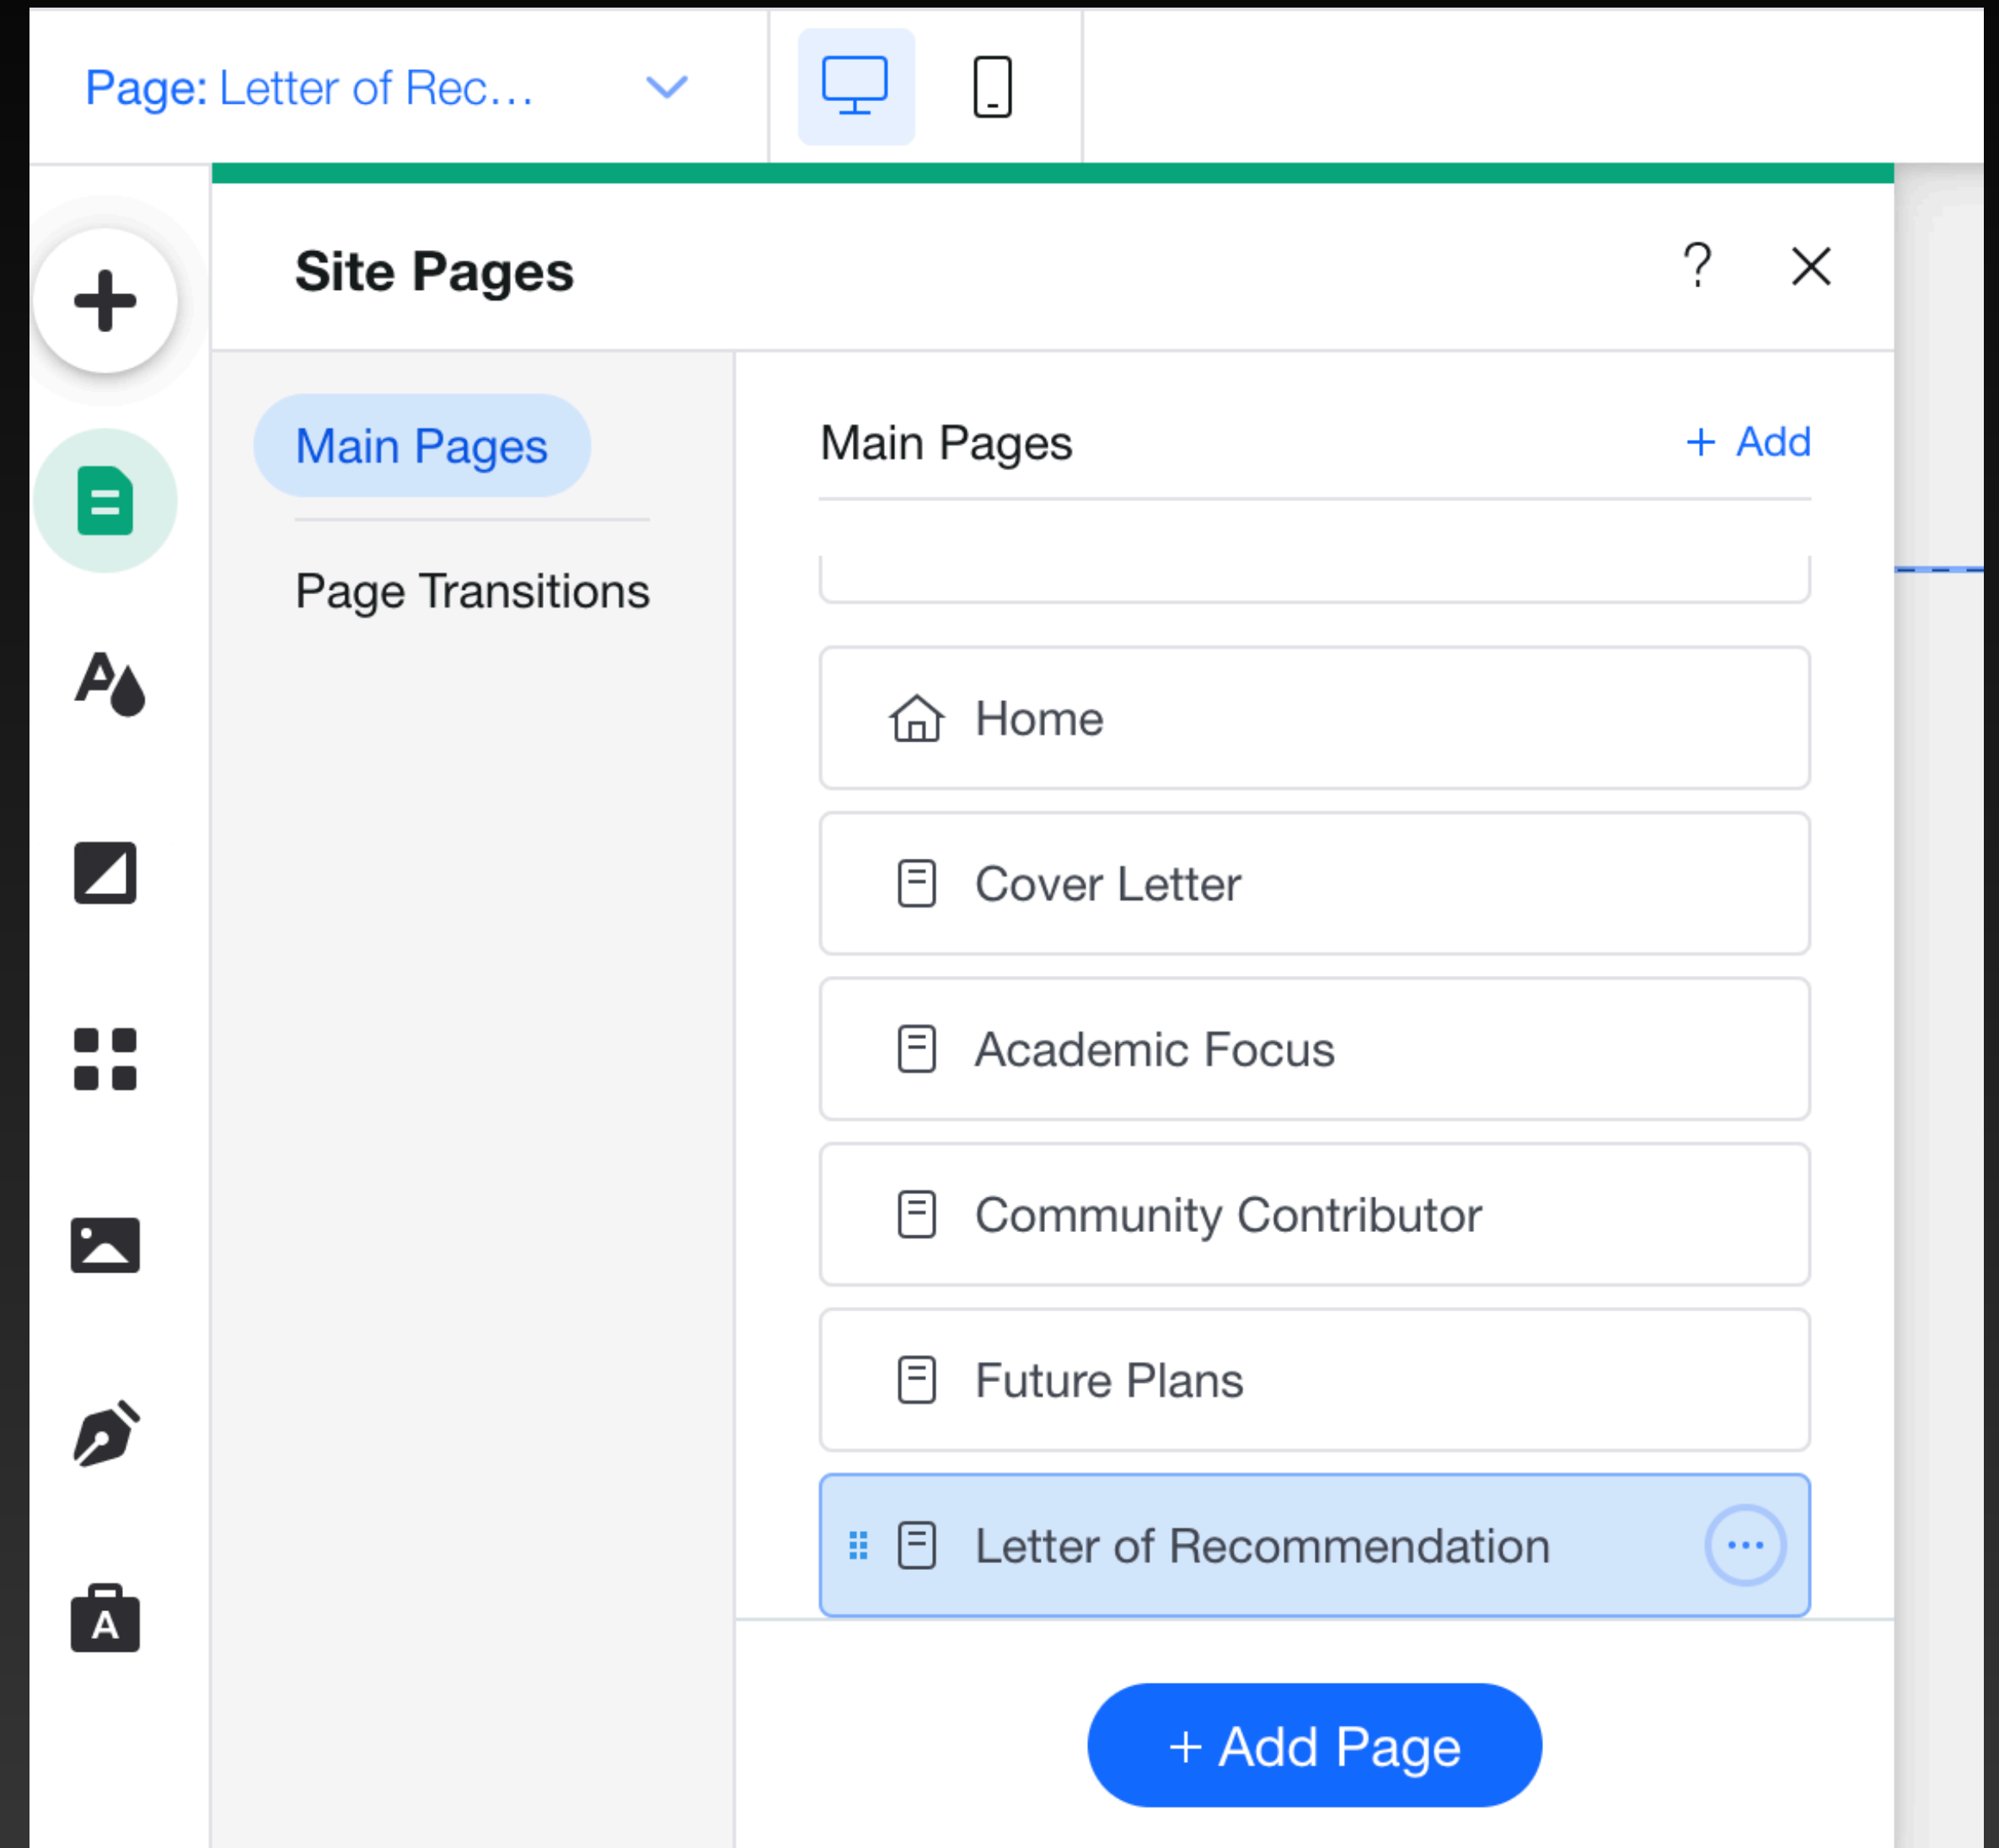 Page: Letter of Rec...
Site Pages
?
Main Pages
Page Transitions
Main Pages
+ Add
Home
Cover Letter
Academic Focus
Community Contributor
Future Plans
Letter of Recommendation
+ Add Page
A
A